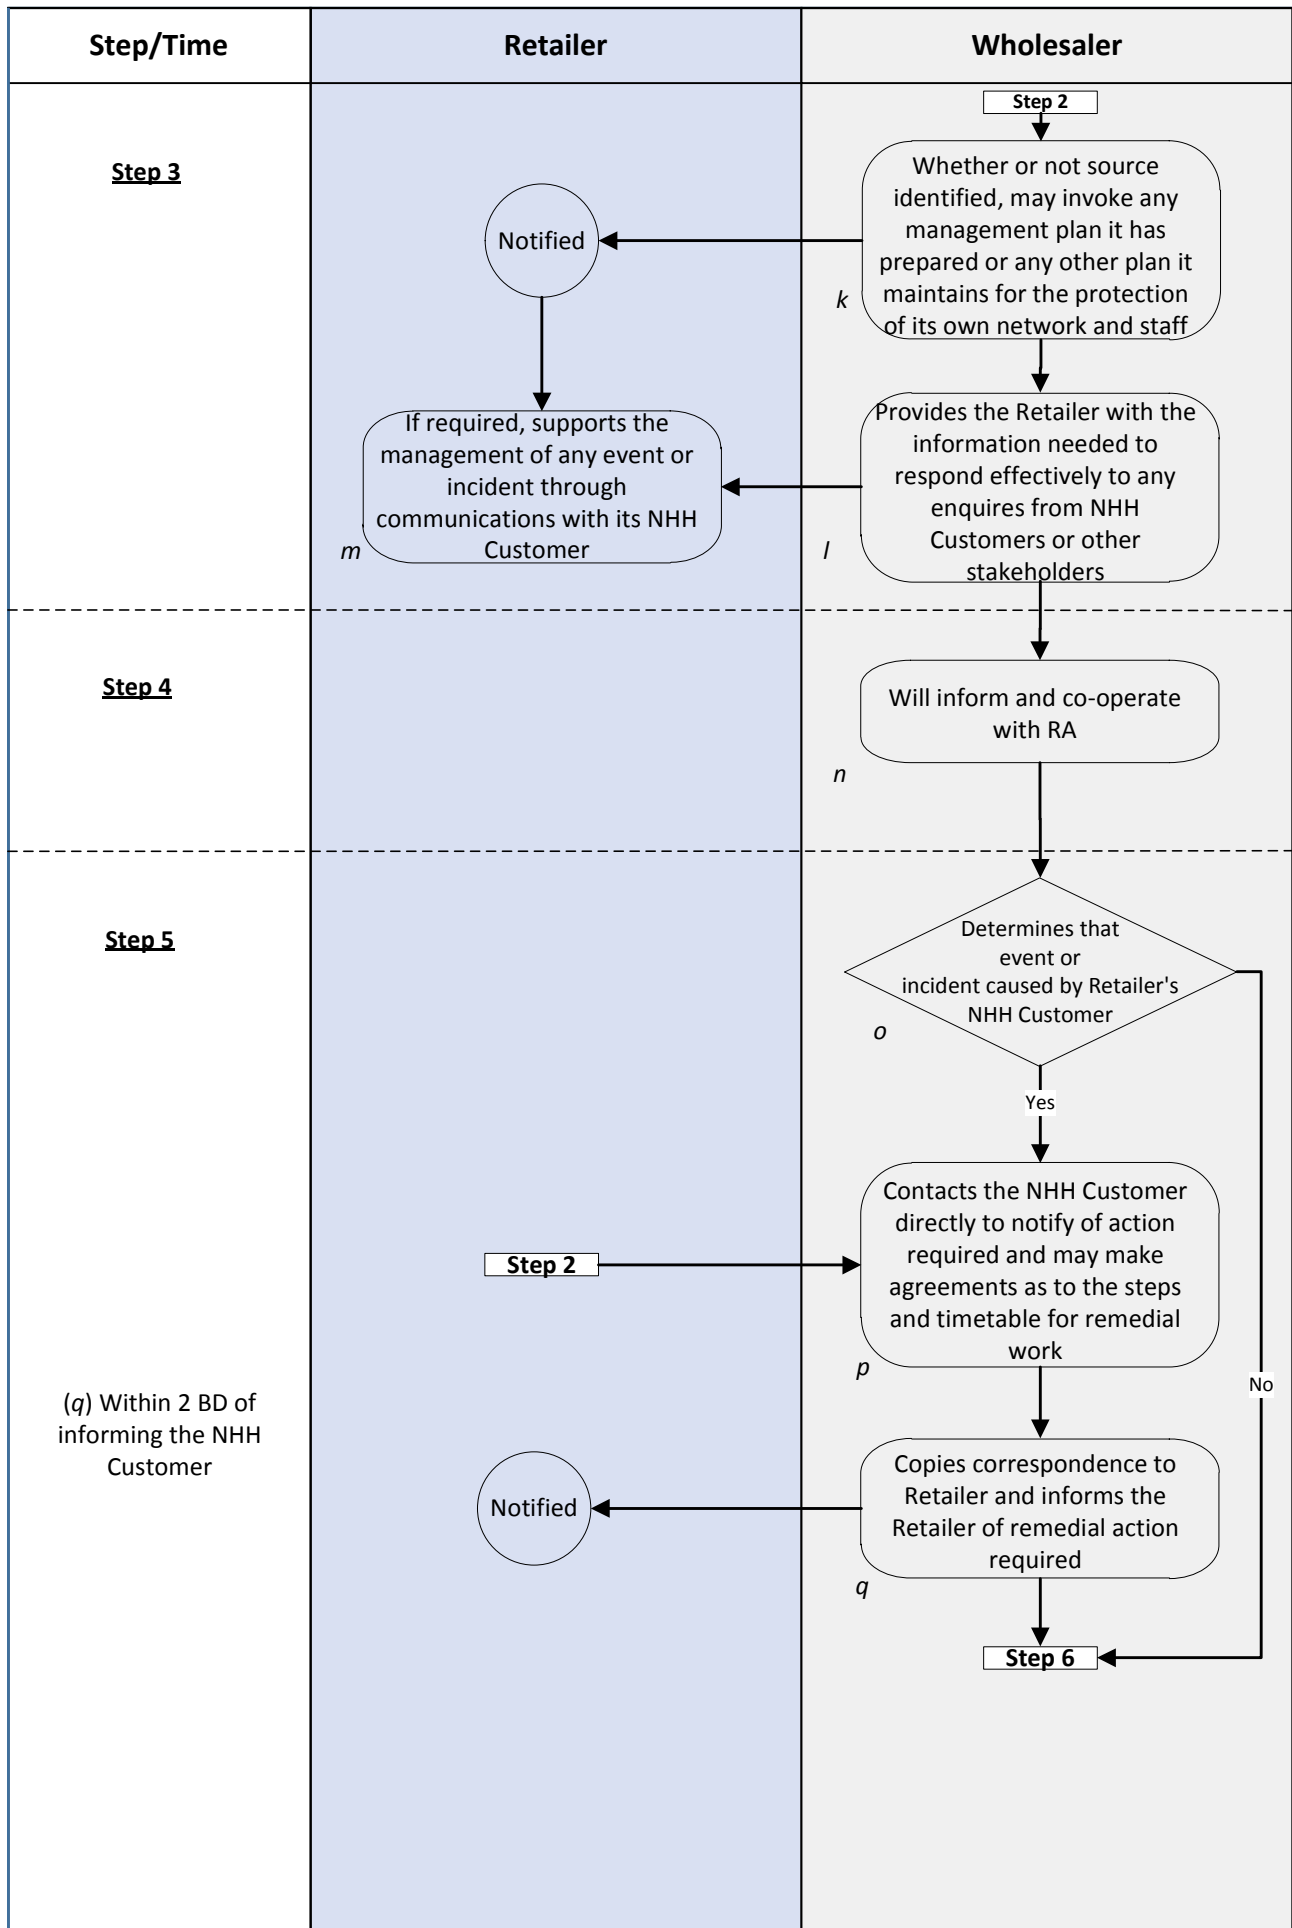 Step/Time
Retailer
Wholesaler
Step 2
Step 3
Whether or not source
identified, may invoke any
management plan it has
prepared or any other plan it
maintains for the protection
of its own network and staff
k
Notified
Provides the Retailer with the
information needed to
respond effectively to any
enquires from NHH
Customers or other
stakeholders
l
If required, supports the
management of any event or
incident through
communications with its NHH
Customer
m
Step 4
Will inform and co-operate
with RA
n
Step 5
Determines that
event or
incident caused by Retailer's
NHH Customer
o
Yes
No
Step 2
Contacts the NHH Customer
directly to notify of action
required and may make
agreements as to the steps
and timetable for remedial
work
p
(q) Within 2 BD of
informing the NHH
Customer
Notified
Copies correspondence to
Retailer and informs the
Retailer of remedial action
required
q
Step 6